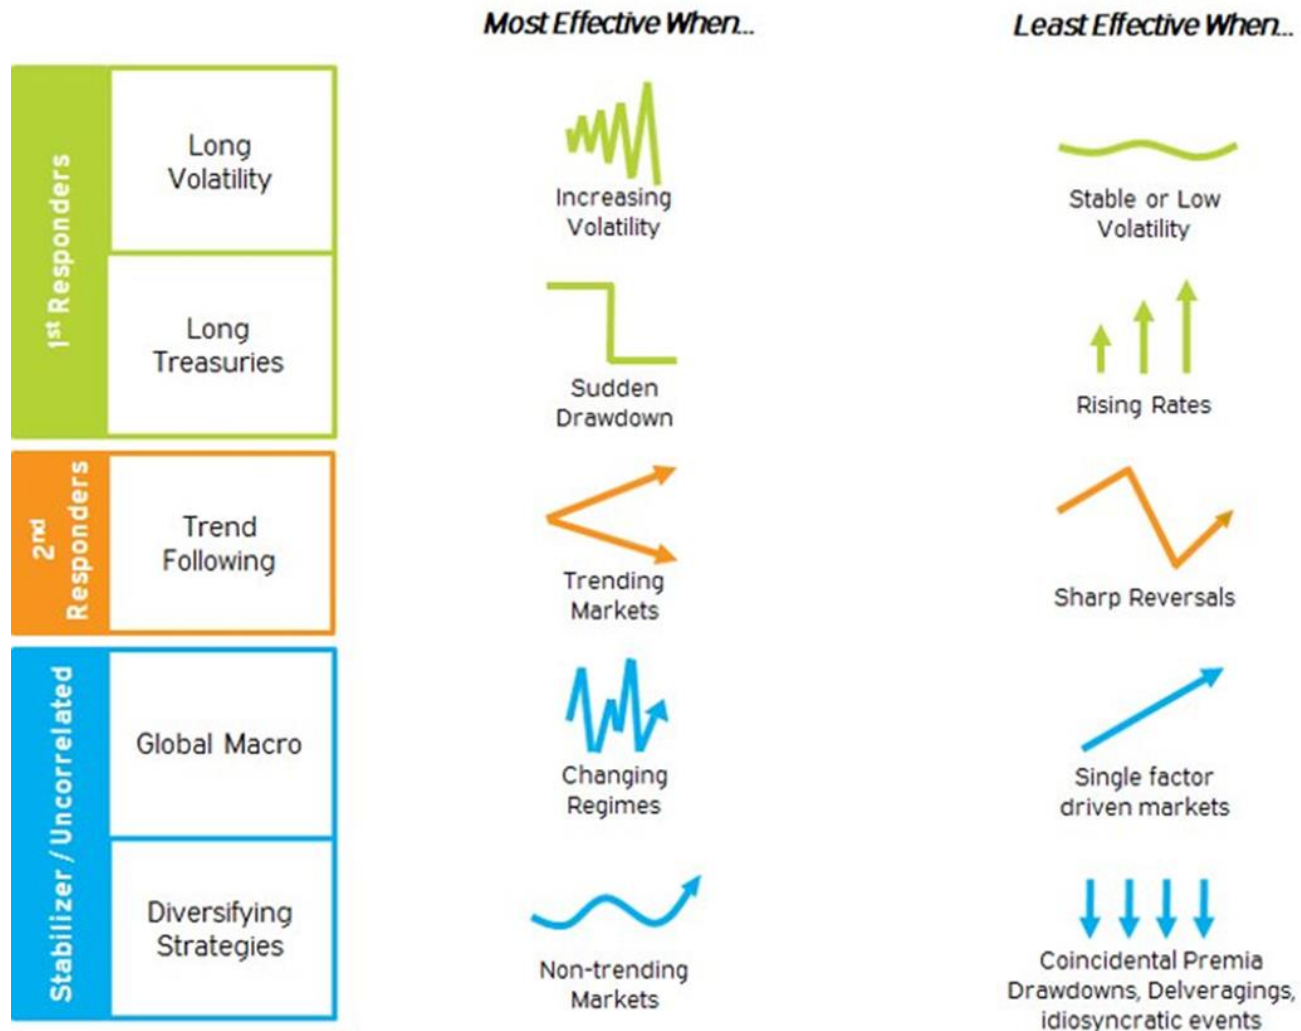 Most Effective When...
Least Effective When...
1st Responders
Long
Volatility
Increasing
Volatility
Stable or Low
Volatility
Long
Treasuries
Sudden
Drawdown
Rising Rates
2nd
Responders
Trend
Following
Trending
Markets
Sharp Reversals
Stabilizer / Uncorrelated
Global Macro
Changing
Regimes
Single factor
driven markets
Diversifying
Strategies
Non-trending
Markets
Coincidental Premia
Drawdowns, Delveragings,
idiosyncratic events